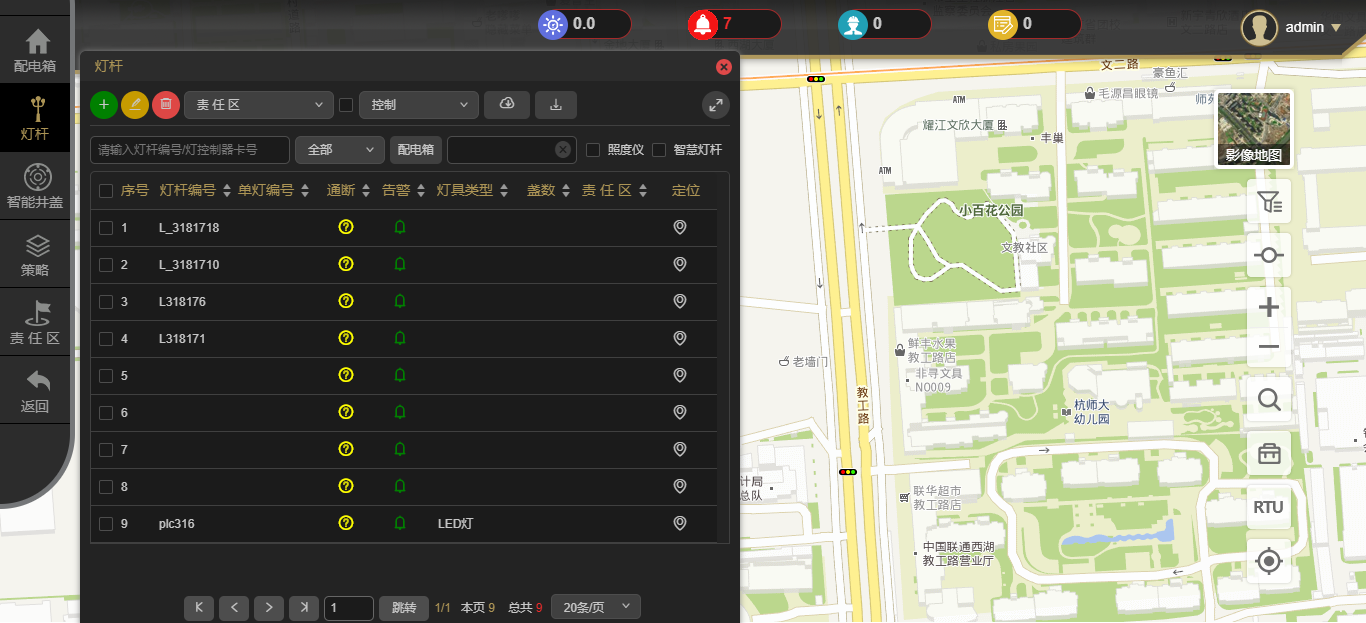 0.0
7
0
0
admin
配电箱
灯杆
智能井盖
策略
责 任 区
返回
灯杆
责 任 区
控制
请输入灯杆编号/灯控制器卡号
全部
配电箱
照度仪
智慧灯杆
序号 灯杆编号 单灯编号 通断 告警 灯具类型 盏数 责 任 区 定位
1 L_3181718
2 L_3181710
3 L318176
4 L318171
5
6
7
8
9 plc316 LED灯
1 跳转 1/1 本页 9 总共 9 20条/页
文二路
豪鱼汇
毛源昌眼镜
ATM
耀江文欣大厦
丰巢
ATM
影像地图
小百花公园
文教社区
鲜丰水果
教工路店
非寻文具
NO009
老墙门
教工路
杭师大
幼儿园
计局
总队
联华超市
教工路店
中国联通西湖
教工路营业厅
RTU